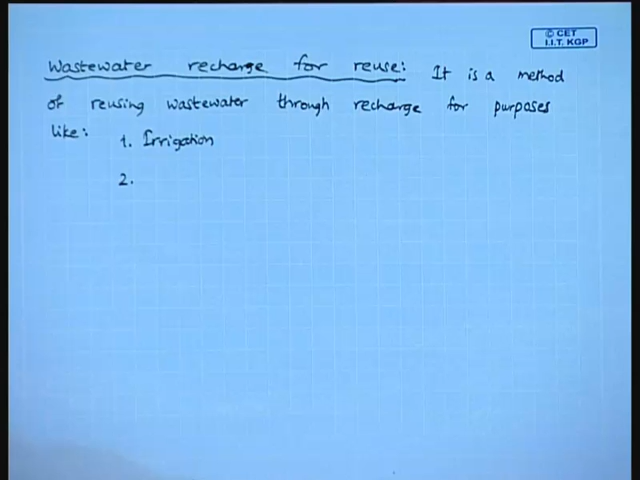 © CET
I.I.T. KGP
Wastewater recharge for reuse: It is a method
of reusing wastewater through recharge for purposes
like:
1. Irrigation
2.